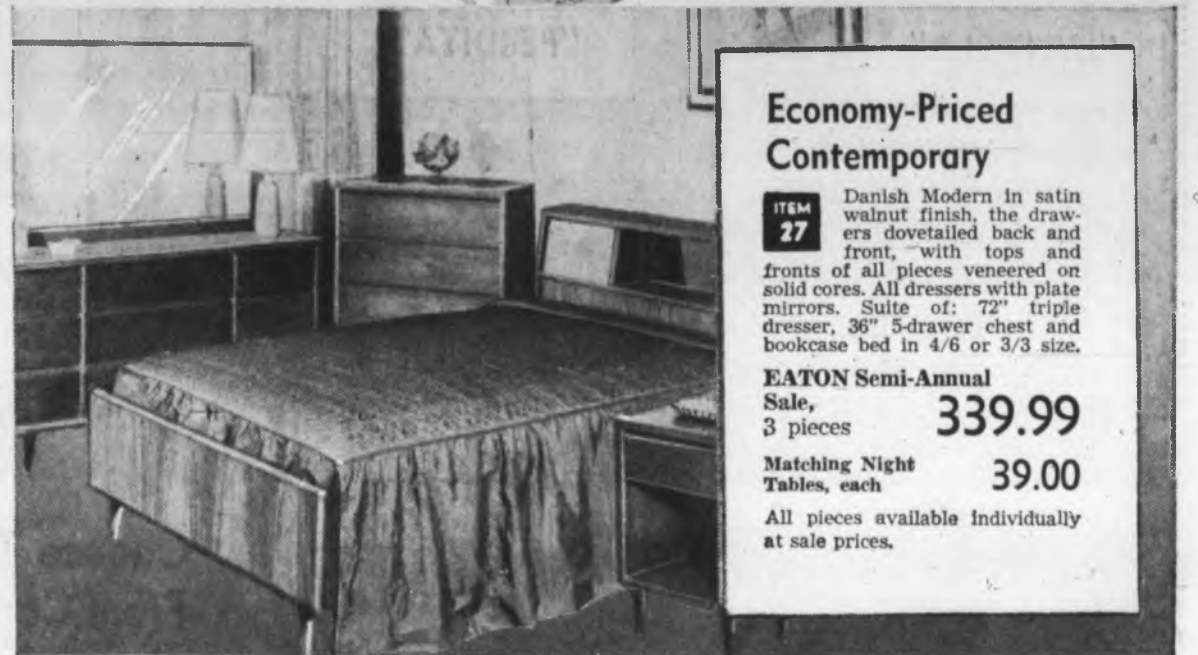 Economy-Priced
Contemporary
ITEM
27
Danish Modern in satin
walnut finish, the draw-
ers dovetailed back and
front, with tops and
fronts of all pieces veneered on
solid cores. All dressers with plate
mirrors. Suite of: 72" triple
dresser, 36" 5-drawer chest and
bookcase bed in 4/6 or 3/3 size.
EATON Semi-Annual
Sale,
3 pieces 339.99
Matching Night
Tables, each 39.00
All pieces available individually
at sale prices.